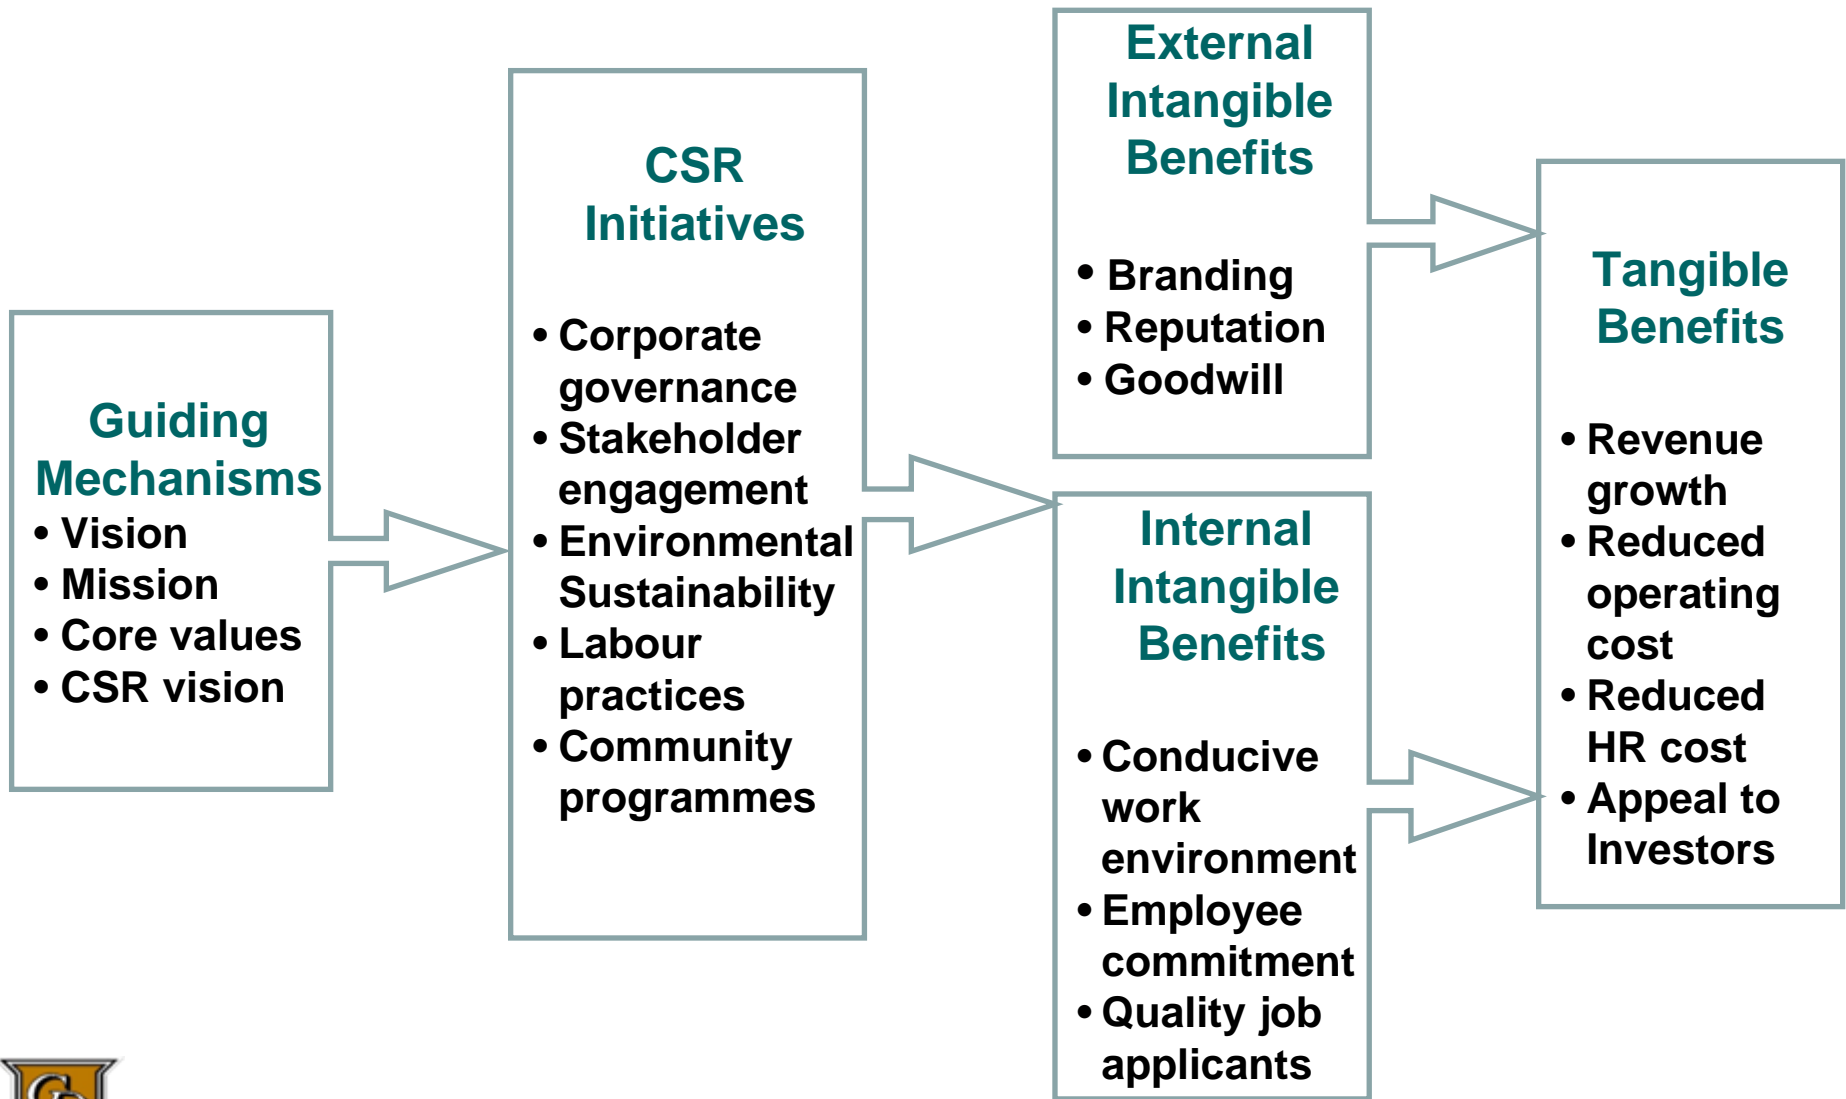 Guiding
Mechanisms
• Vision
• Mission
• Core values
• CSR vision
CSR
Initiatives
• Corporate
governance
• Stakeholder
engagement
• Environmental
Sustainability
• Labour
practices
• Community
programmes
External
Intangible
Benefits
• Branding
• Reputation
• Goodwill
Internal
Intangible
Benefits
• Conducive
work
environment
• Employee
commitment
• Quality job
applicants
Tangible
Benefits
• Revenue
growth
• Reduced
operating
cost
• Reduced
HR cost
• Appeal to
Investors